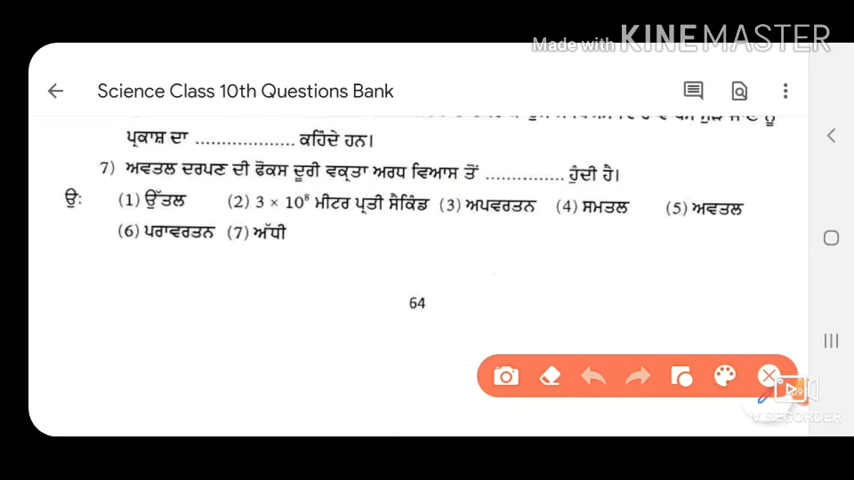 Made with KINEMASTER
Science Class 10th Questions Bank
ਪ੍ਰਕਾਸ਼ ਦਾ .................. ਕਹਿੰਦੇ ਹਨ।
7) ਅਵਤਲ ਦਰਪਣ ਦੀ ਫੋਕਸ ਦੂਰੀ ਵਕ੍ਰਤਾ ਅਰਧ ਵਿਆਸ ਤੋਂ ............... ਹੁੰਦੀ ਹੈ।
ਉ: (1) ਉੱਤਲ (2) 3 × 10⁸ ਮੀਟਰ ਪ੍ਰਤੀ ਸੈਕਿੰਡ (3) ਅਪਵਰਤਨ (4) ਸਮਤਲ (5) ਅਵਤਲ
(6) ਪਰਾਵਰਤਨ (7) ਅੱਧੀ
64
V RECORDER